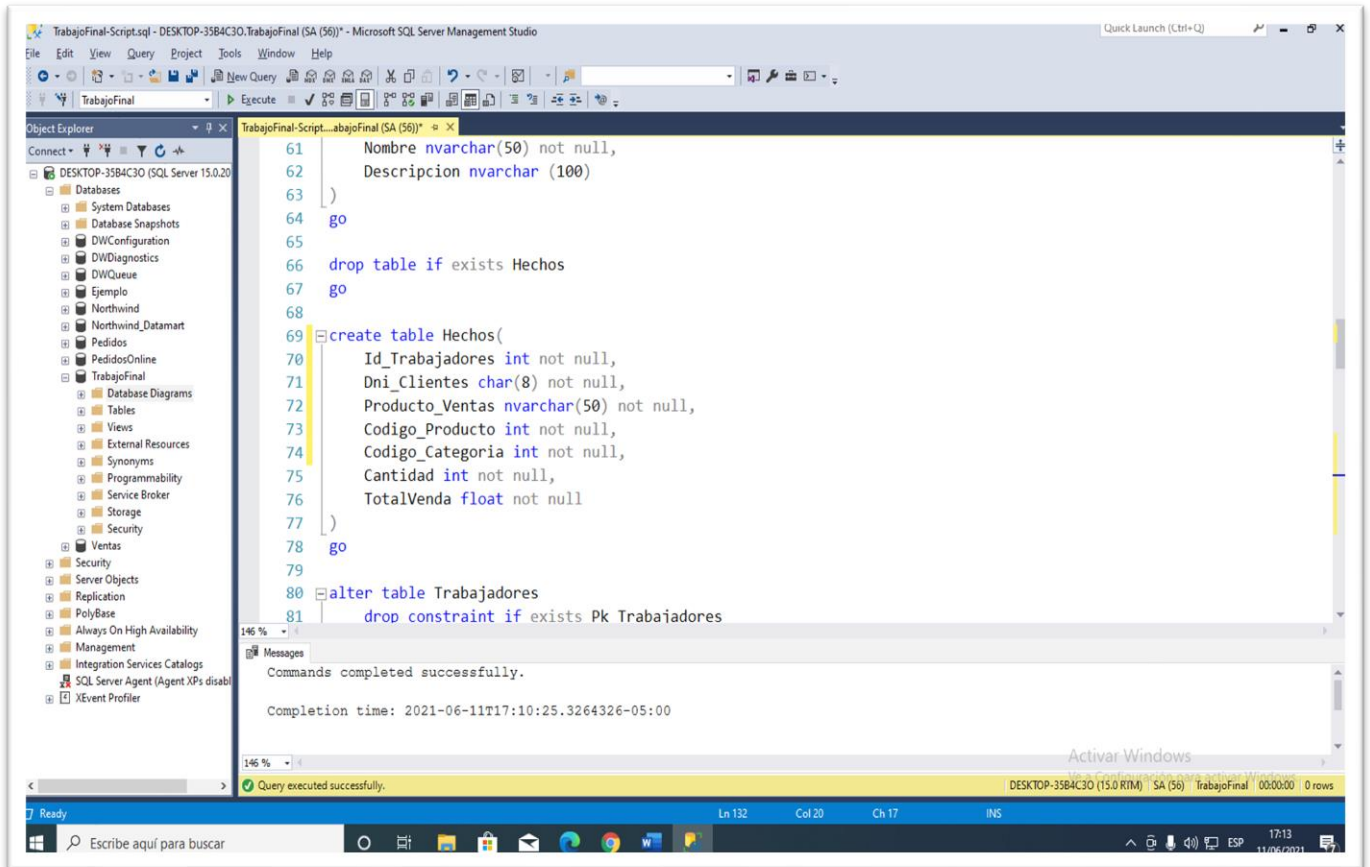 TrabajoFinal-Script.sql - DESKTOP-35B4C3O.TrabajoFinal (SA (56))* - Microsoft SQL Server Management Studio
Quick Launch (Ctrl+Q)
File Edit View Query Project Tools Window Help
New Query
TrabajoFinal
Execute
Object Explorer
TrabajoFinal-Script....abajoFinal (SA (56))*
Connect
DESKTOP-35B4C3O (SQL Server 15.0.20
Databases
System Databases
Database Snapshots
DWConfiguration
DWDiagnostics
DWQueue
Ejemplo
Northwind
Northwind_Datamart
Pedidos
PedidosOnline
TrabajoFinal
Database Diagrams
Tables
Views
External Resources
Synonyms
Programmability
Service Broker
Storage
Security
Ventas
Security
Server Objects
Replication
PolyBase
Always On High Availability
Management
Integration Services Catalogs
SQL Server Agent (Agent XPs disabl
XEvent Profiler
61 Nombre nvarchar(50) not null,
62 Descripcion nvarchar (100)
63 )
64 go
65
66 drop table if exists Hechos
67 go
68
69 create table Hechos(
70 Id_Trabajadores int not null,
71 Dni_Clientes char(8) not null,
72 Producto_Ventas nvarchar(50) not null,
73 Codigo_Producto int not null,
74 Codigo_Categoria int not null,
75 Cantidad int not null,
76 TotalVenda float not null
77 )
78 go
79
80 alter table Trabajadores
81 drop constraint if exists Pk_Trabajadores
146 %
Messages
Commands completed successfully.
Completion time: 2021-06-11T17:10:25.3264326-05:00
146 %
Activar Windows
Ve a Configuración para activar Windows.
Query executed successfully.
DESKTOP-35B4C3O (15.0 RTM) SA (56) TrabajoFinal 00:00:00 0 rows
Ready
Ln 132 Col 20 Ch 17 INS
Escribe aquí para buscar
ESP
17:13
11/06/2021